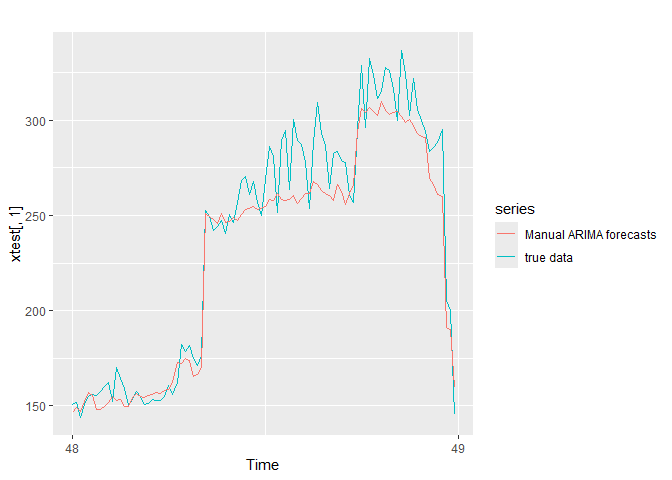 300
250
200
150
xtest[, 1]
48
49
Time
series
Manual ARIMA forecasts
true data